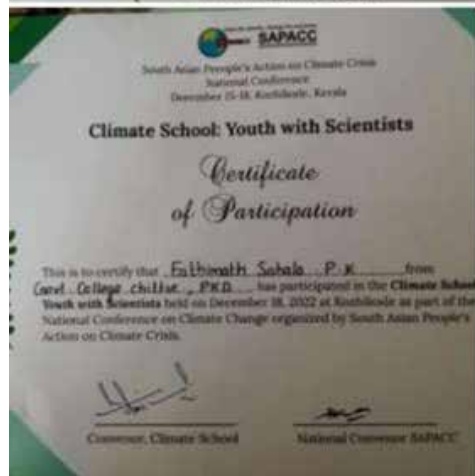 SAPACC
South Asian People's Action on Climate Crisis
National Conference
December 15-18, Kozhikode, Kerala
Climate School: Youth with Scientists
Certificate
of Participation
This is to certify that Fathimath Suhala P.K from
Govt. College chittur, PKD has participated in the Climate School
Youth with Scientists held on December 18, 2022 at Kozhikode as part of the
National Conference on Climate Change organized by South Asian People's
Action on Climate Crisis.
Convenor, Climate School
National Convenor SAPACC